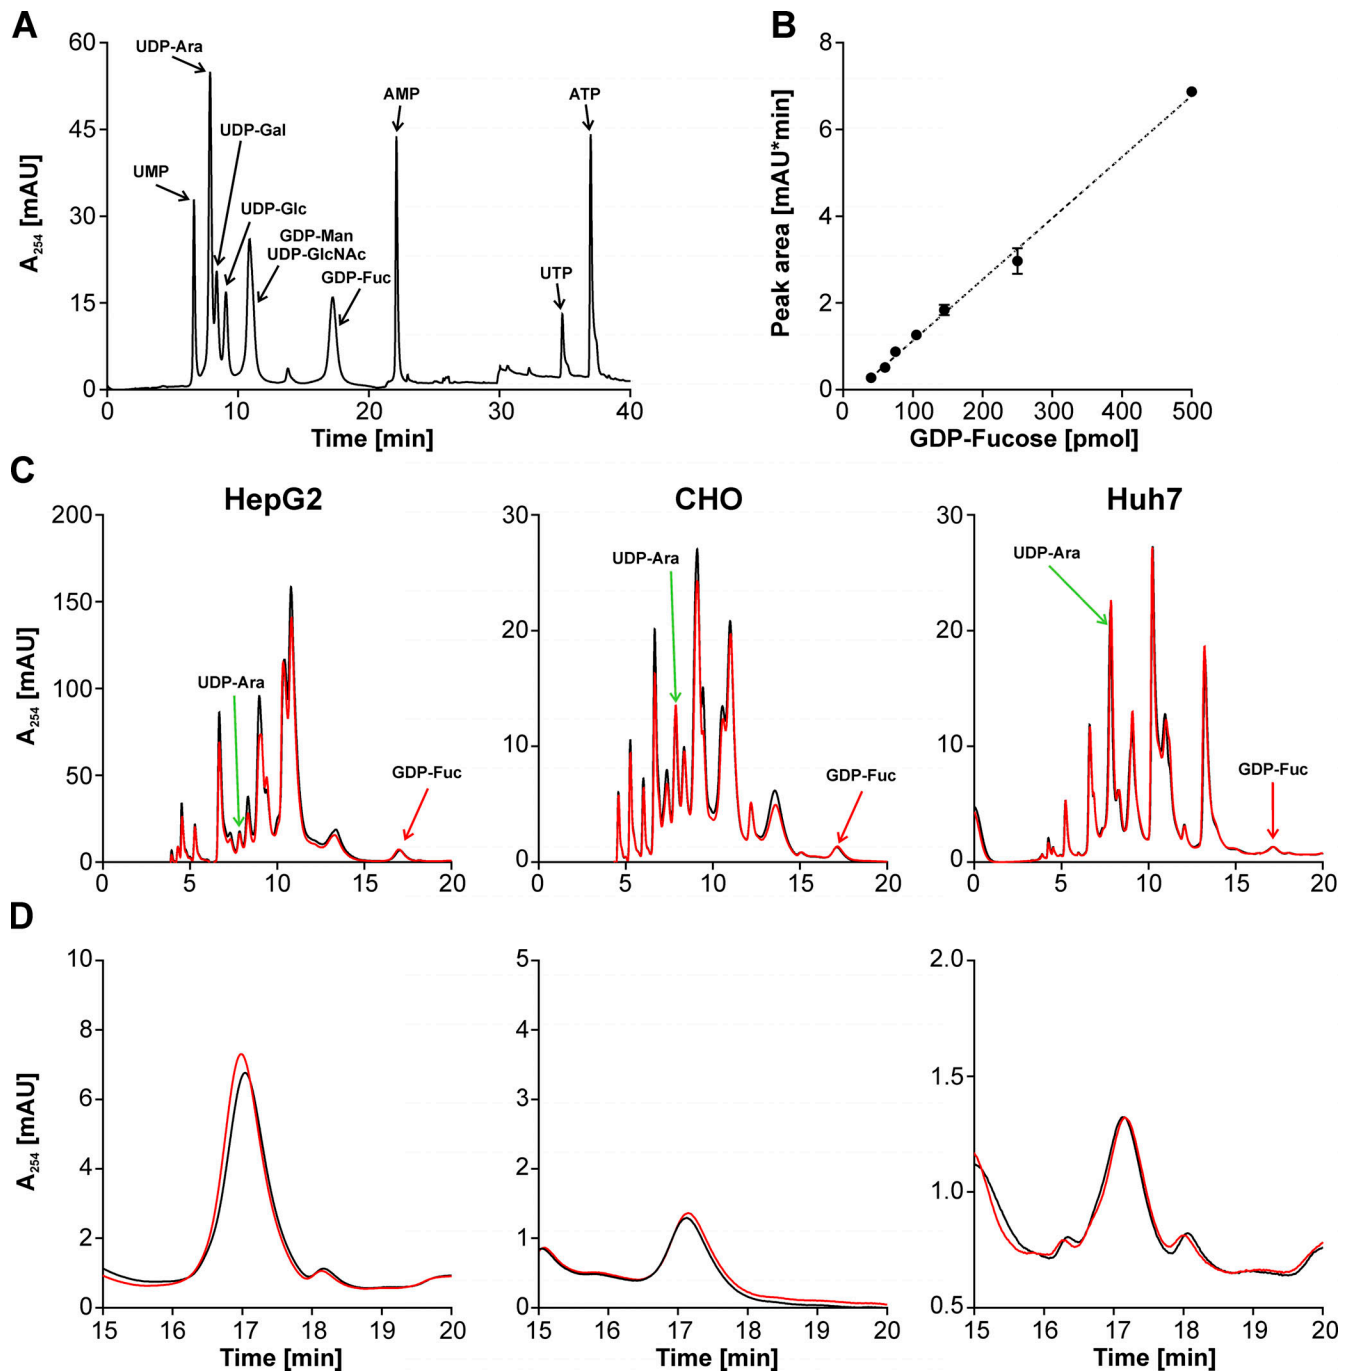 A
B
60
45
30
15
0
A254 [mAU]
UDP-Ara
UDP-Gal
UMP
UDP-Glc
GDP-Man
UDP-GlcNAc
GDP-Fuc
AMP
UTP
ATP
0 10 20 30 40
Time [min]
8
6
4
2
0
Peak area [mAU*min]
0 100 200 300 400 500
GDP-Fucose [pmol]
C
HepG2
CHO
Huh7
200
150
100
50
0
A254 [mAU]
UDP-Ara
GDP-Fuc
0 5 10 15 20
30
20
10
0
UDP-Ara
GDP-Fuc
0 5 10 15 20
30
20
10
0
UDP-Ara
GDP-Fuc
0 5 10 15 20
D
10
8
6
4
2
0
A254 [mAU]
15 16 17 18 19 20
Time [min]
5
4
3
2
1
0
15 16 17 18 19 20
Time [min]
2.0
1.5
1.0
0.5
15 16 17 18 19 20
Time [min]